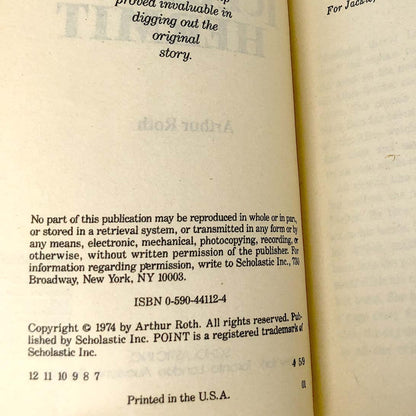 proved invaluable in
digging out the
original
story.
For Jackie,
No part of this publication may be reproduced in whole or in part,
or stored in a retrieval system, or transmitted in any form or by
any means, electronic, mechanical, photocopying, recording, or
otherwise, without written permission of the publisher. For
information regarding permission, write to Scholastic Inc., 730
Broadway, New York, NY 10003.
ISBN 0-590-44112-4
Copyright © 1974 by Arthur Roth. All rights reserved. Pub-
lished by Scholastic Inc. POINT is a registered trademark of
Scholastic Inc.
12 11 10 9 8 7 4 5 9
Printed in the U.S.A. 01